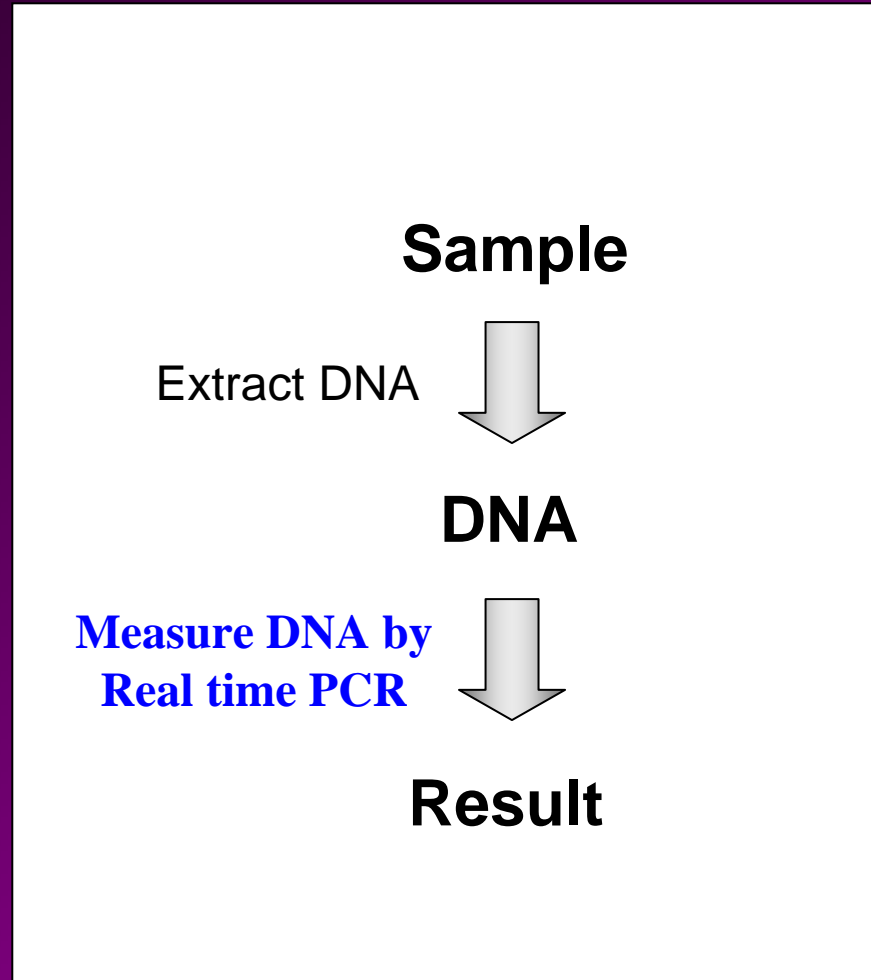 Sample
Extract DNA
DNA
Measure DNA by
Real time PCR
Result